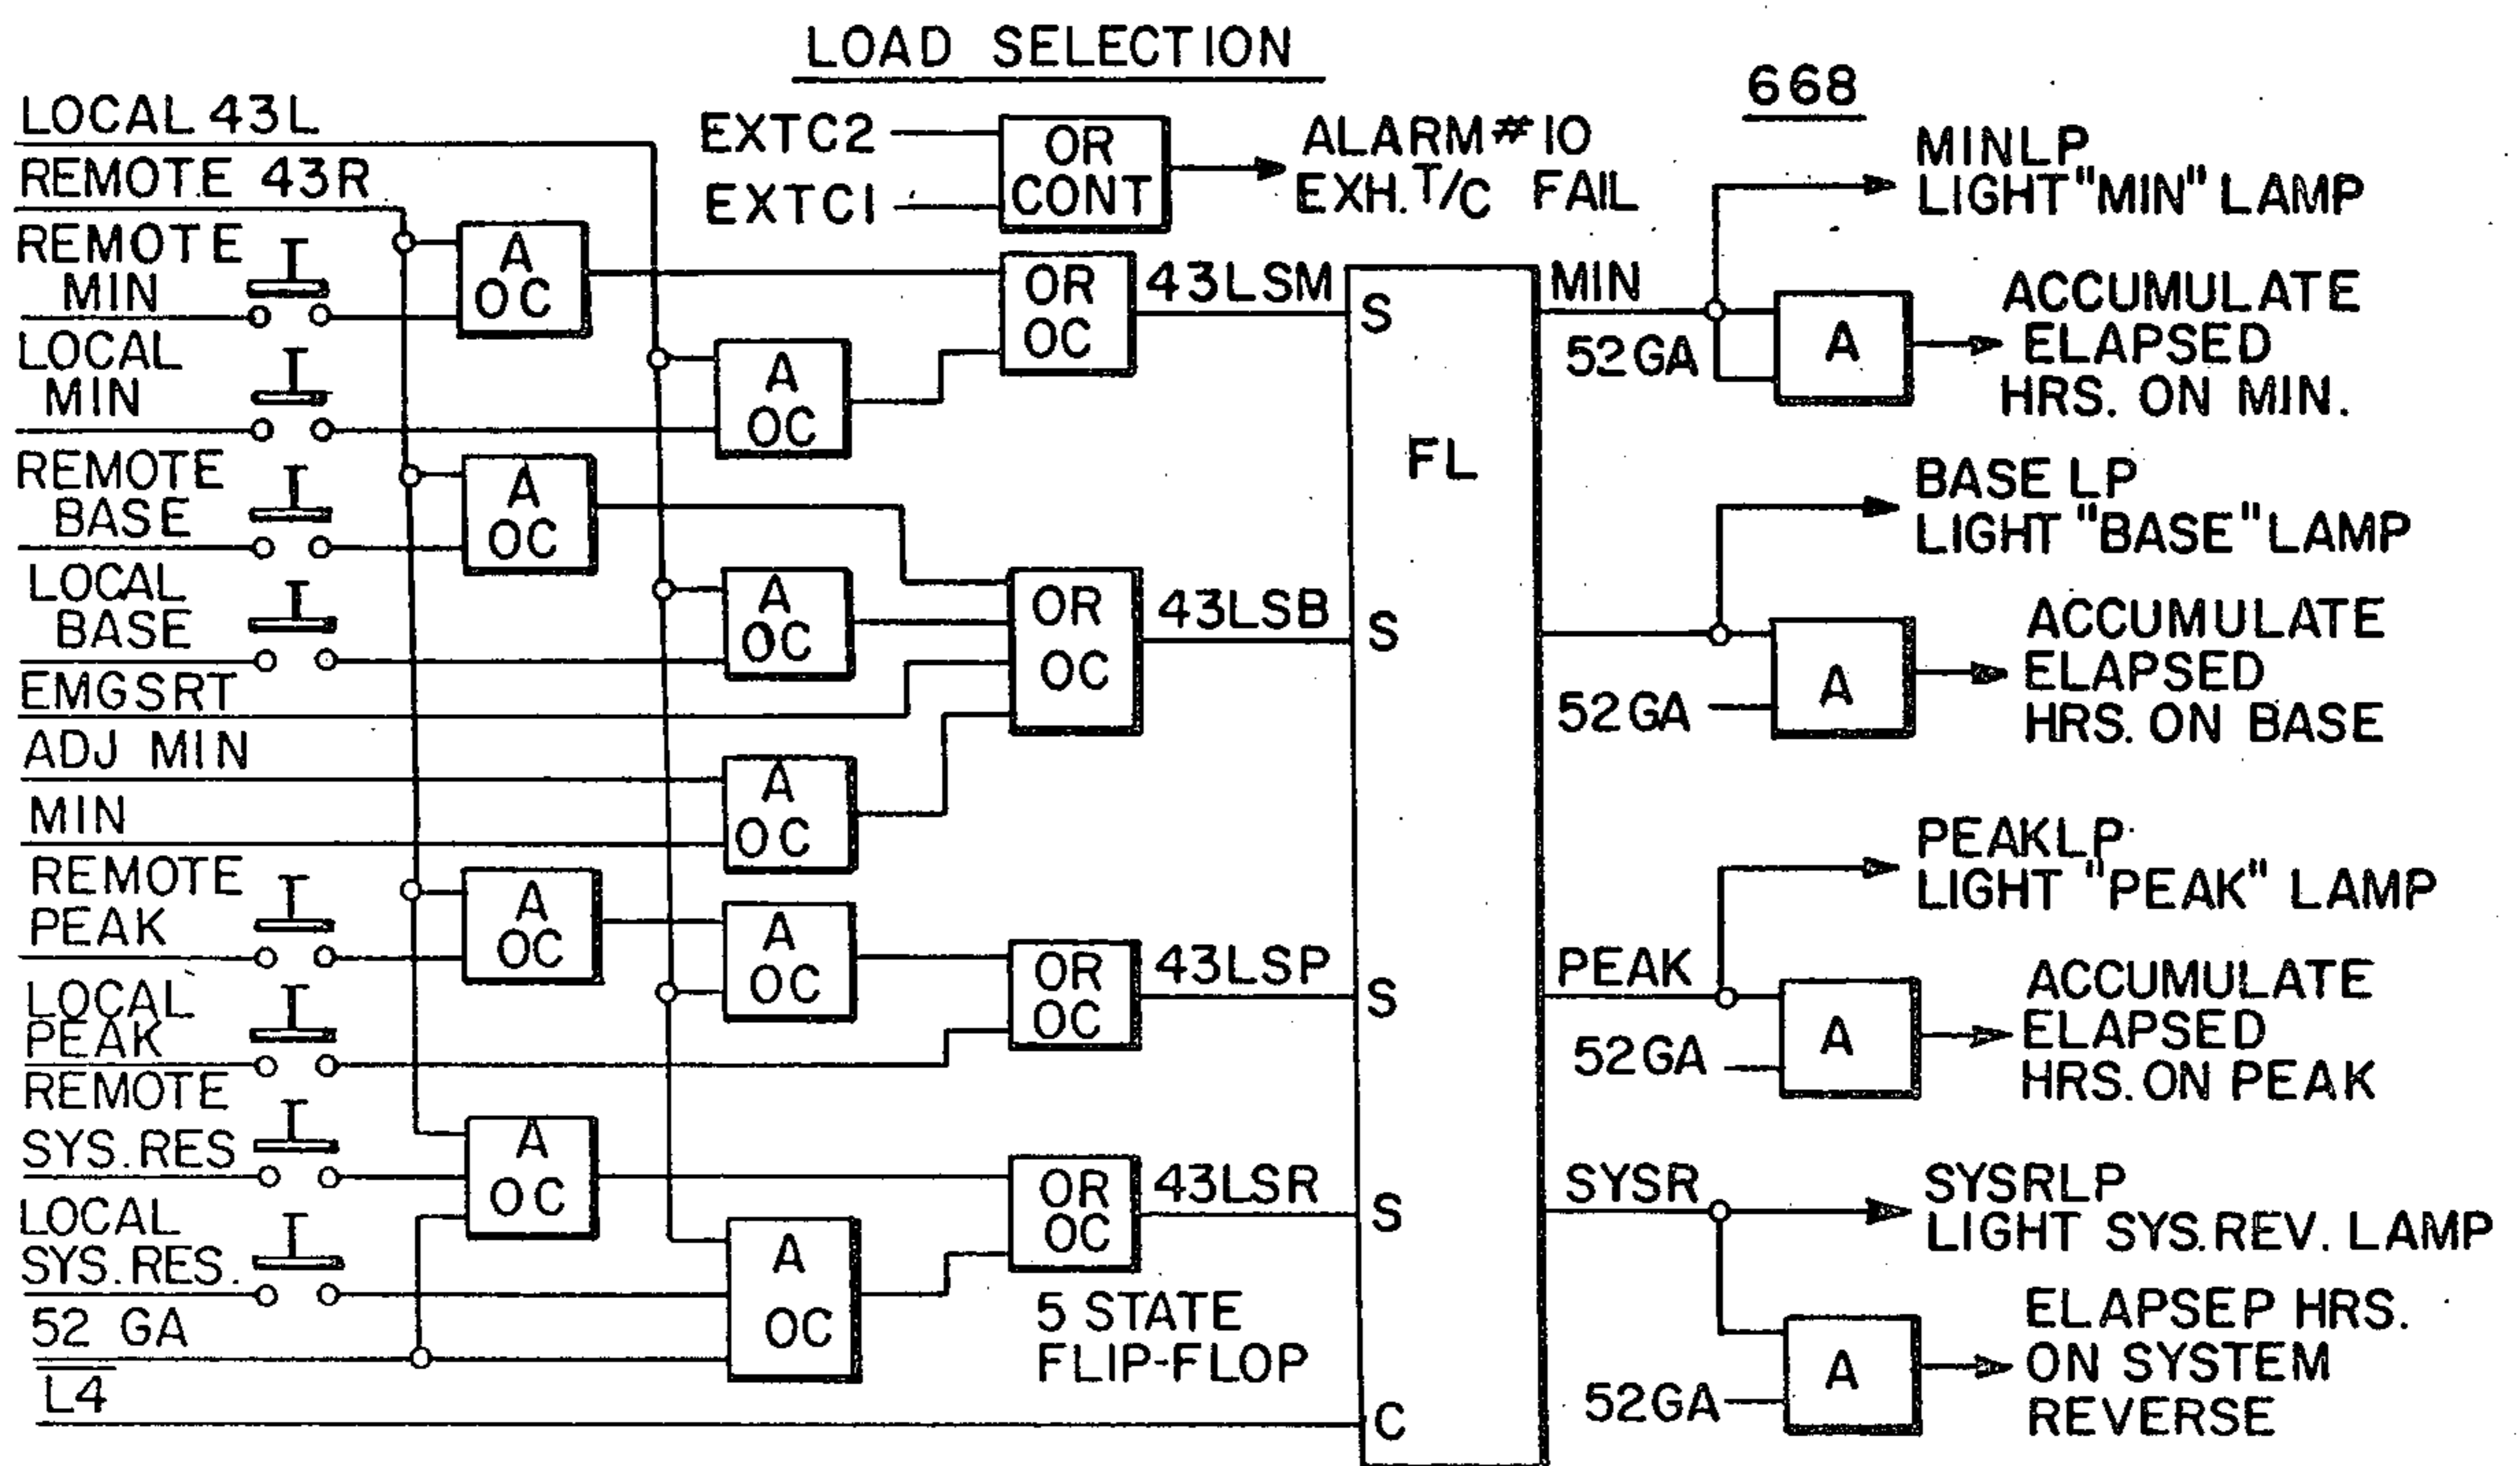 LOAD SELECTION
668
LOCAL 43L
REMOTE 43R
REMOTE
MIN
LOCAL
MIN
REMOTE
BASE
LOCAL
BASE
EMGSRT
ADJ MIN
MIN
REMOTE
PEAK
LOCAL
PEAK
REMOTE
SYS.RES
LOCAL
SYS.RES.
52 GA
L4
EXTC2
EXTC1
OR
CONT
ALARM #10
EXH. T/C FAIL
A
OC
A
OC
OR
OC
43LSM
A
OC
A
OC
A
OC
OR
OC
43LSB
A
OC
A
OC
OR
OC
43LSP
A
OC
A
OC
OR
OC
43LSR
5 STATE
FLIP-FLOP
S
S
S
S
C
FL
MIN
52GA
A
MINLP
LIGHT "MIN" LAMP
ACCUMULATE
ELAPSED
HRS. ON MIN.
52GA
A
BASE LP
LIGHT "BASE" LAMP
ACCUMULATE
ELAPSED
HRS. ON BASE
PEAK
52GA
A
PEAKLP
LIGHT "PEAK" LAMP
ACCUMULATE
ELAPSED
HRS. ON PEAK
SYSR
52GA
A
SYSRLP
LIGHT SYS.REV. LAMP
ELAPSEP HRS.
ON SYSTEM
REVERSE